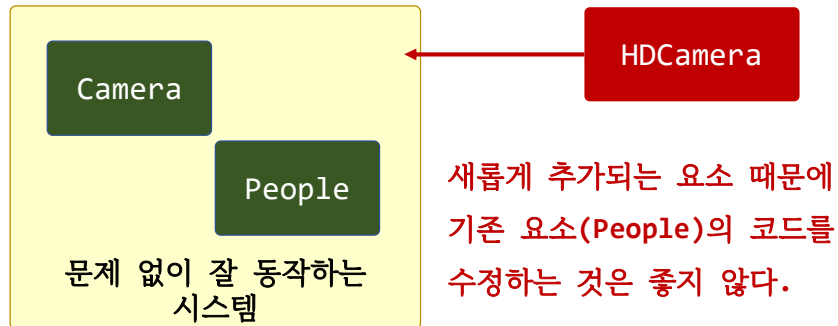 Camera
People
문제 없이 잘 동작하는
시스템
HDCamera
새롭게 추가되는 요소 때문에
기존 요소(People)의 코드를
수정하는 것은 좋지 않다.